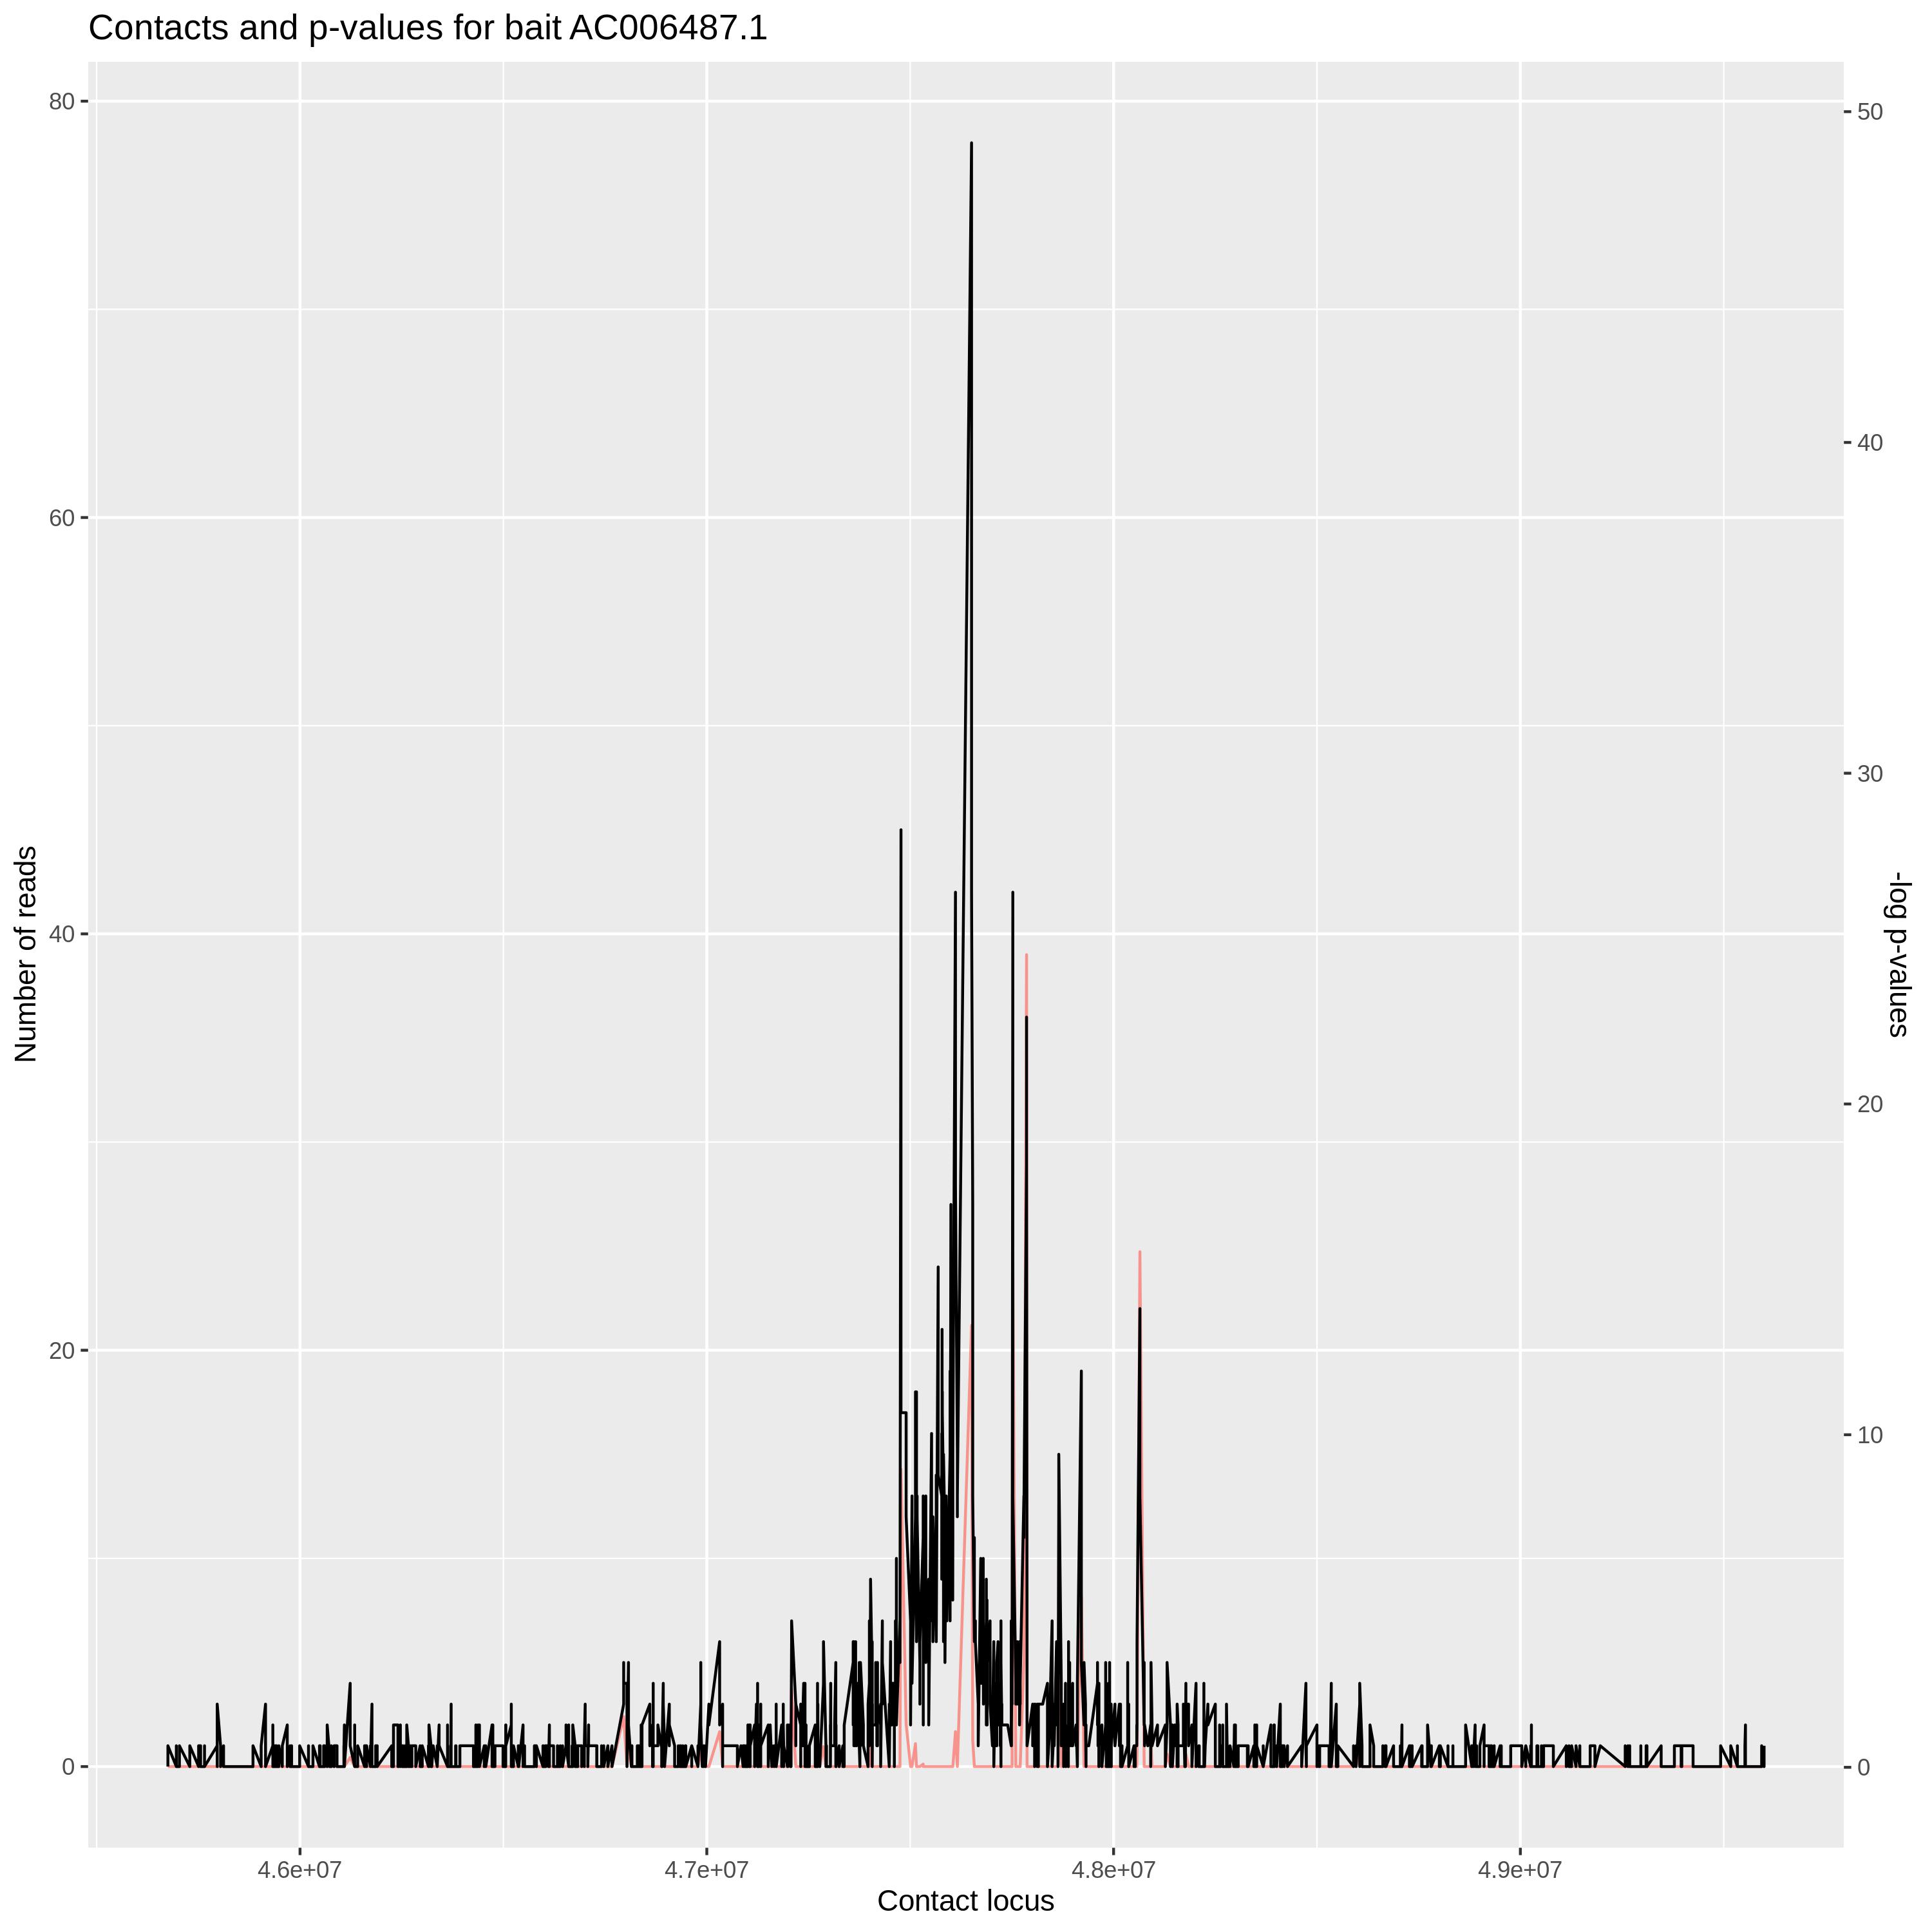 Contacts and p-values for bait AC006487.1
80
60
40
20
0
Number of reads
50
40
30
20
10
0
-log p-values
4.6e+07
4.7e+07
4.8e+07
4.9e+07
Contact locus